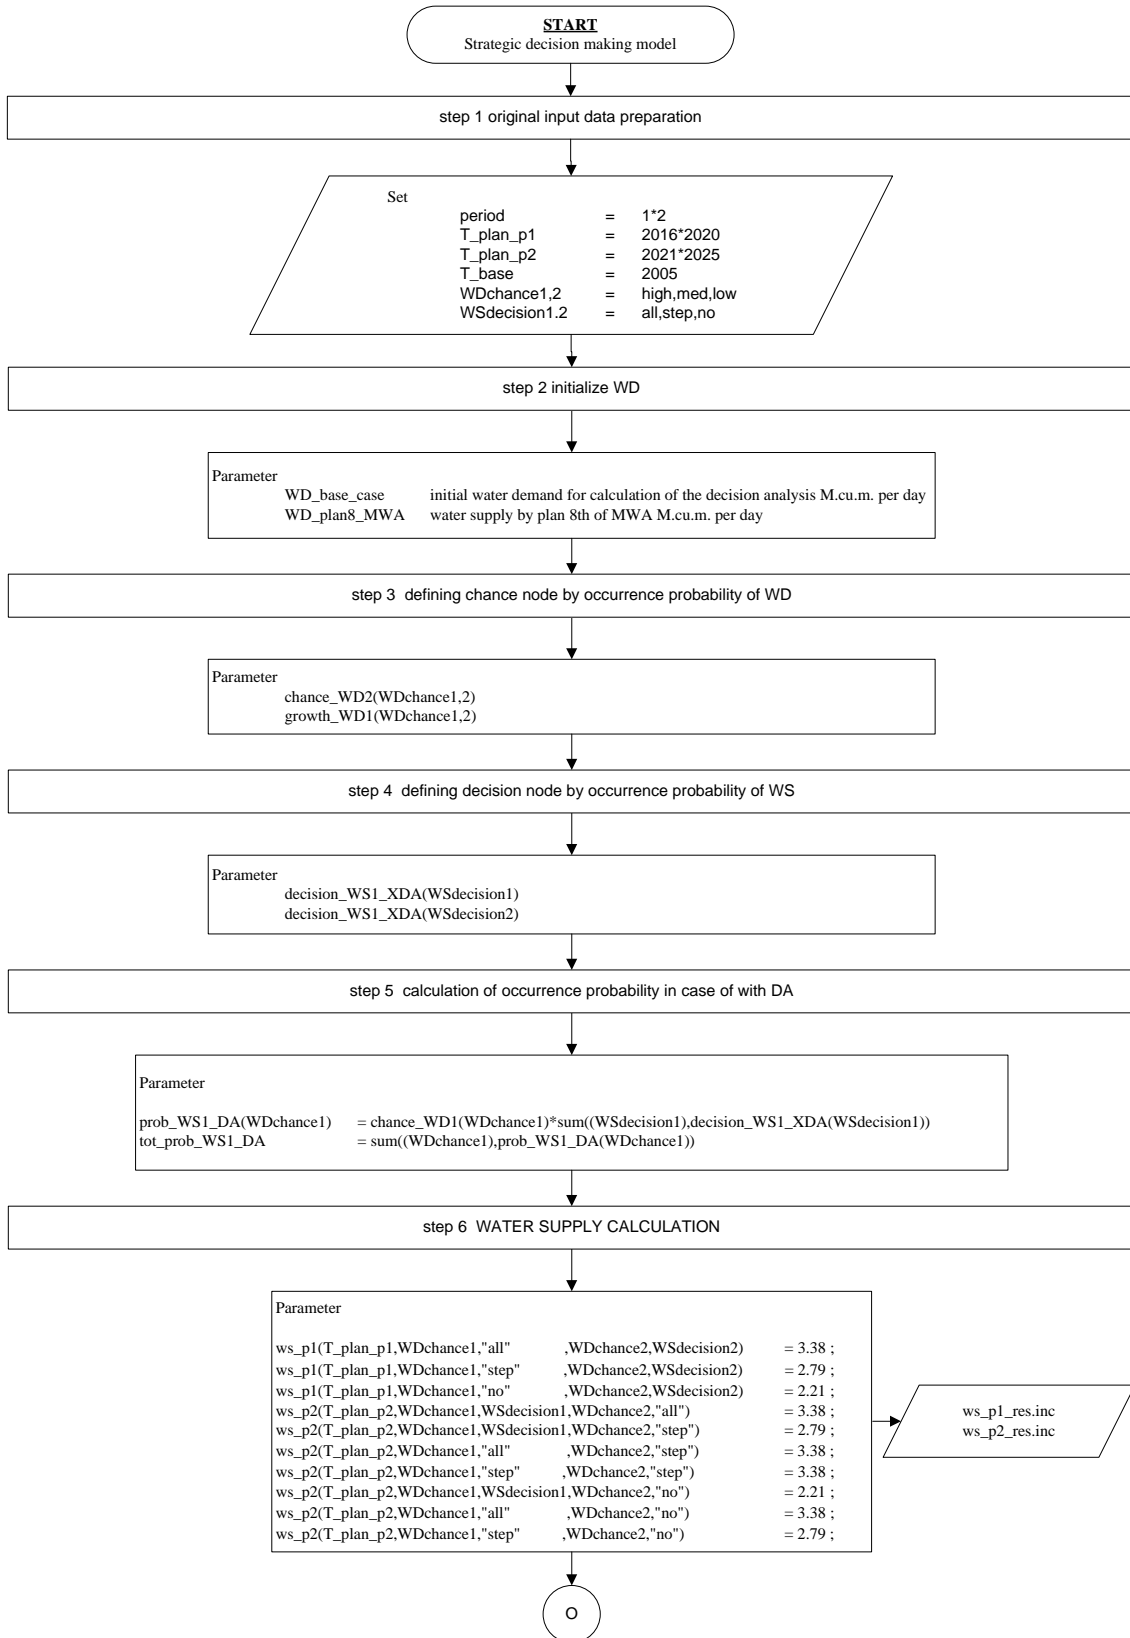 START
Strategic decision making model
step 1 original input data preparation
Set
period = 1*2
T_plan_p1 = 2016*2020
T_plan_p2 = 2021*2025
T_base = 2005
WDchance1,2 = high,med,low
WSdecision1.2 = all,step,no
step 2 initialize WD
Parameter
WD_base_case initial water demand for calculation of the decision analysis M.cu.m. per day
WD_plan8_MWA water supply by plan 8th of MWA M.cu.m. per day
step 3 defining chance node by occurrence probability of WD
Parameter
chance_WD2(WDchance1,2)
growth_WD1(WDchance1,2)
step 4 defining decision node by occurrence probability of WS
Parameter
decision_WS1_XDA(WSdecision1)
decision_WS1_XDA(WSdecision2)
step 5 calculation of occurrence probability in case of with DA
Parameter
prob_WS1_DA(WDchance1) = chance_WD1(WDchance1)*sum((WSdecision1),decision_WS1_XDA(WSdecision1))
tot_prob_WS1_DA = sum((WDchance1),prob_WS1_DA(WDchance1))
step 6 WATER SUPPLY CALCULATION
Parameter
ws_p1(T_plan_p1,WDchance1,"all" ,WDchance2,WSdecision2) = 3.38 ;
ws_p1(T_plan_p1,WDchance1,"step" ,WDchance2,WSdecision2) = 2.79 ;
ws_p1(T_plan_p1,WDchance1,"no" ,WDchance2,WSdecision2) = 2.21 ;
ws_p2(T_plan_p2,WDchance1,WSdecision1,WDchance2,"all") = 3.38 ;
ws_p2(T_plan_p2,WDchance1,WSdecision1,WDchance2,"step") = 2.79 ;
ws_p2(T_plan_p2,WDchance1,"all" ,WDchance2,"step") = 3.38 ;
ws_p2(T_plan_p2,WDchance1,"step" ,WDchance2,"step") = 3.38 ;
ws_p2(T_plan_p2,WDchance1,WSdecision1,WDchance2,"no") = 2.21 ;
ws_p2(T_plan_p2,WDchance1,"all" ,WDchance2,"no") = 3.38 ;
ws_p2(T_plan_p2,WDchance1,"step" ,WDchance2,"no") = 2.79 ;
ws_p1_res.inc
ws_p2_res.inc
O